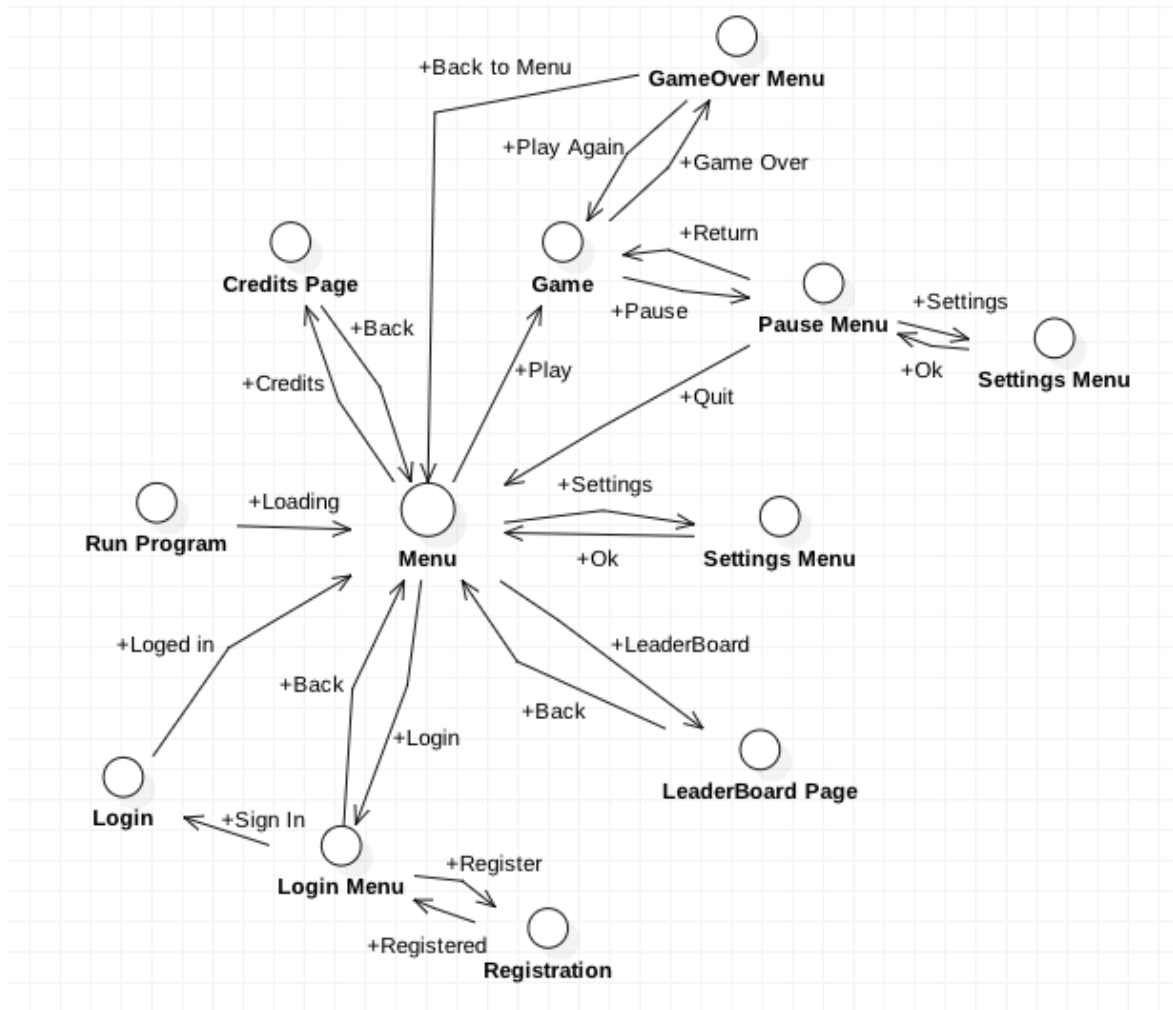 +Back to Menu
GameOver Menu
+Play Again
+Game Over
Credits Page
Game
+Return
+Pause
Pause Menu
+Settings
+Ok
Settings Menu
+Back
+Credits
+Play
+Quit
+Loading
Run Program
Menu
+Settings
+Ok
Settings Menu
+Loged in
+Back
+Login
+LeaderBoard
+Back
LeaderBoard Page
Login
+Sign In
Login Menu
+Register
+Registered
Registration